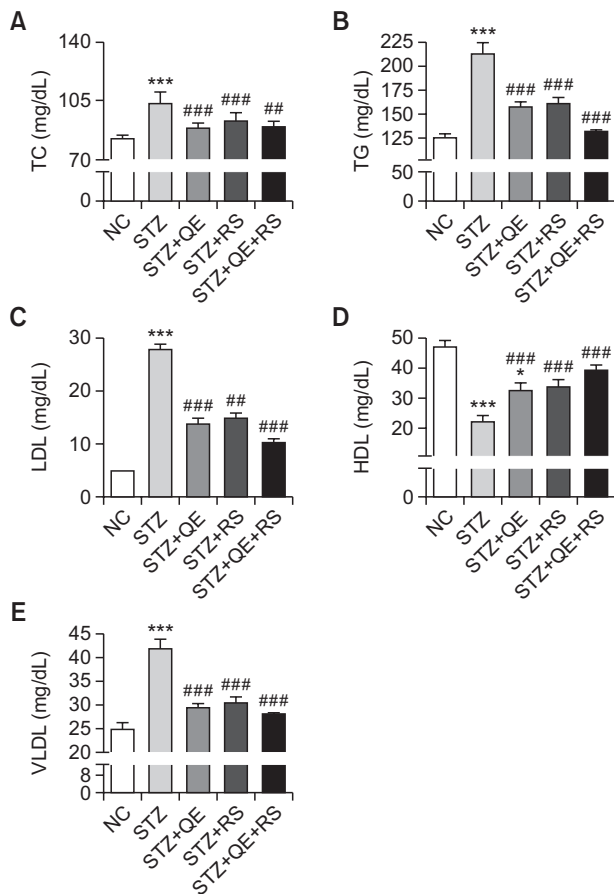 A
140
***
105
###
###
##
70
0
TC (mg/dL)
NC
STZ
STZ+QE
STZ+RS
STZ+QE+RS
B
225
***
200
175
###
###
150
###
125
50
0
TG (mg/dL)
NC
STZ
STZ+QE
STZ+RS
STZ+QE+RS
C
30
***
20
###
##
###
10
0
LDL (mg/dL)
NC
STZ
STZ+QE
STZ+RS
STZ+QE+RS
D
50
40
###
###
###
*
30
***
20
0
HDL (mg/dL)
NC
STZ
STZ+QE
STZ+RS
STZ+QE+RS
E
45
***
40
35
###
###
###
30
25
20
8
0
VLDL (mg/dL)
NC
STZ
STZ+QE
STZ+RS
STZ+QE+RS